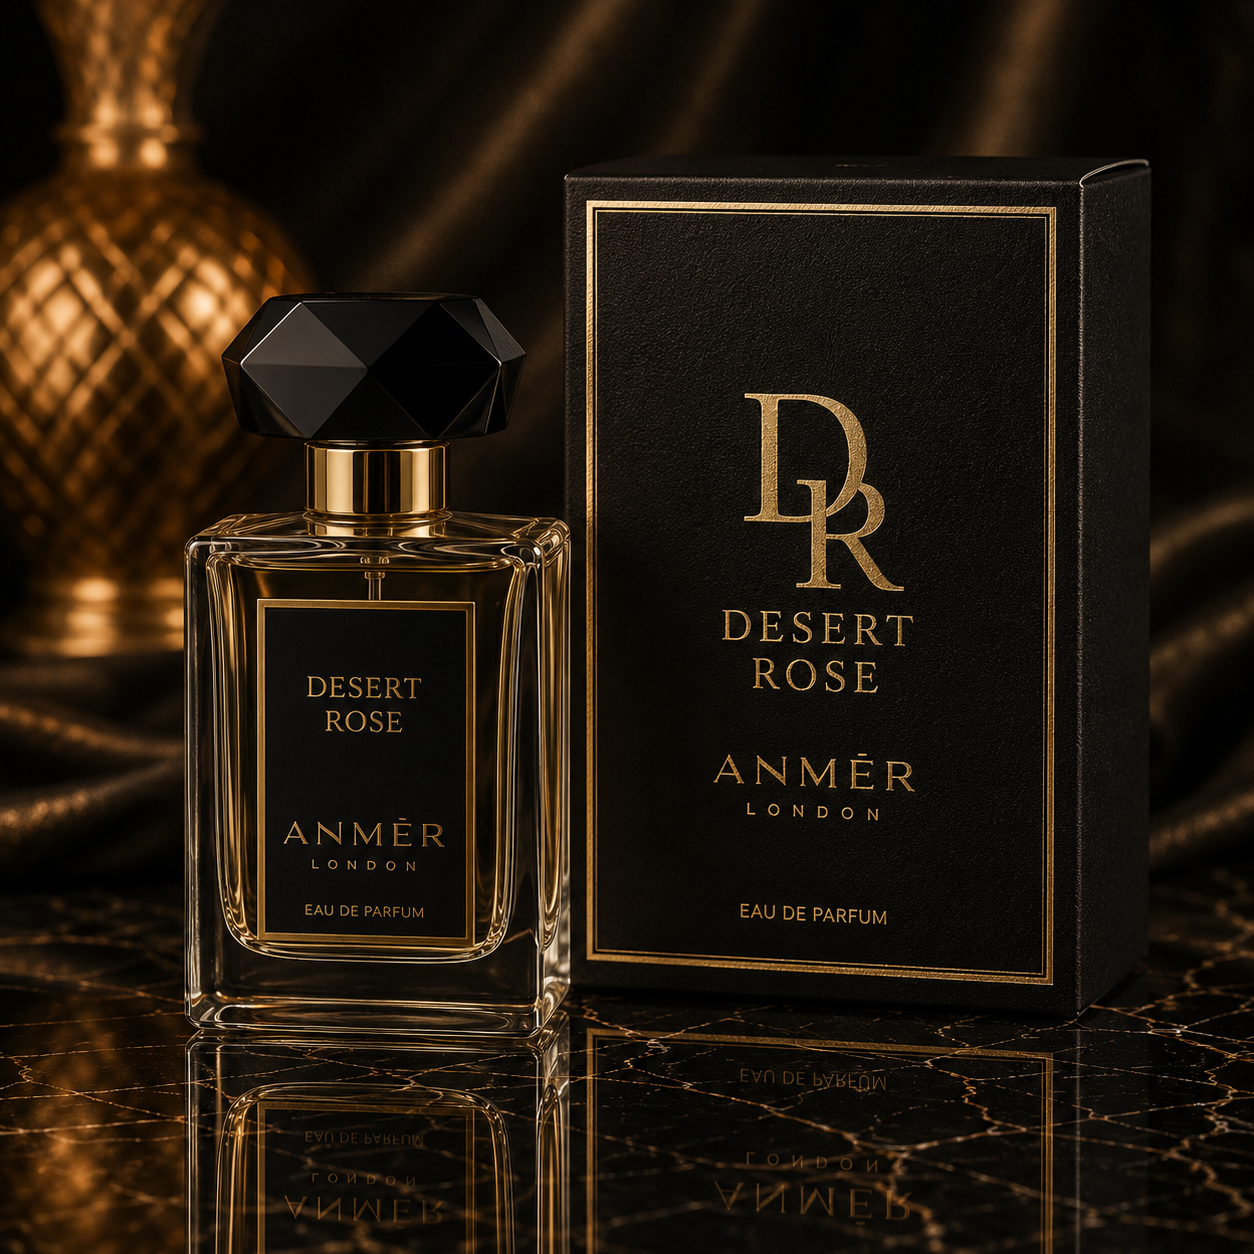 DESERT
ROSE
ANMĒR
LONDON
EAU DE PARFUM
DR
DESERT
ROSE
ANMĒR
LONDON
EAU DE PARFUM